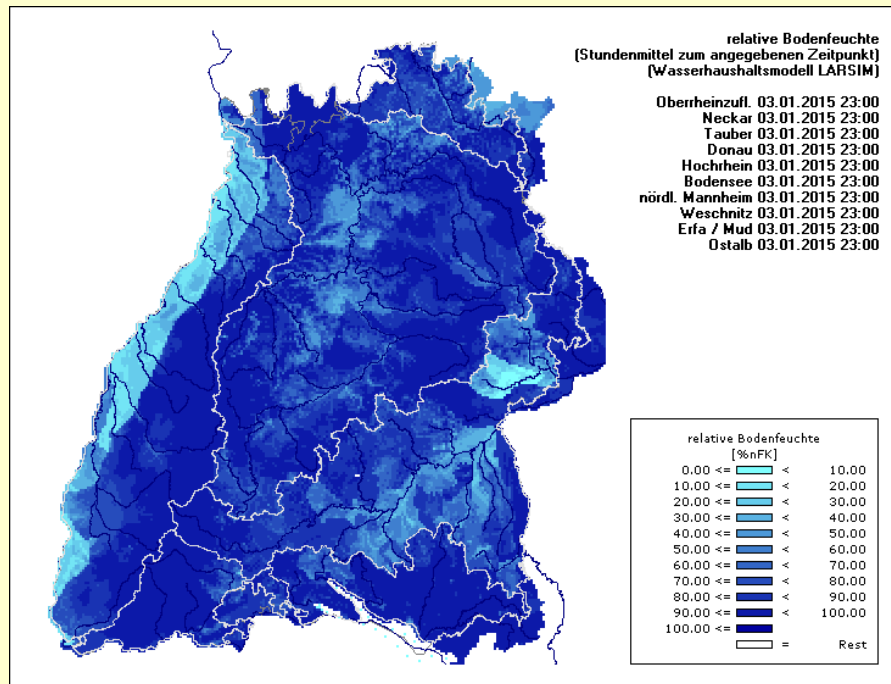 relative Bodenfeuchte
(Stundenmittel zum angegebenen Zeitpunkt)
(Wasserhaushaltsmodell LARSIM)
Oberrheinzufl. 03.01.2015 23:00
Neckar 03.01.2015 23:00
Tauber 03.01.2015 23:00
Donau 03.01.2015 23:00
Hochrhein 03.01.2015 23:00
Bodensee 03.01.2015 23:00
nördl. Mannheim 03.01.2015 23:00
Weschnitz 03.01.2015 23:00
Erfa / Mud 03.01.2015 23:00
Ostalb 03.01.2015 23:00
relative Bodenfeuchte
[%nFK]
0.00 <= < 10.00
10.00 <= < 20.00
20.00 <= < 30.00
30.00 <= < 40.00
40.00 <= < 50.00
50.00 <= < 60.00
60.00 <= < 70.00
70.00 <= < 80.00
80.00 <= < 90.00
90.00 <= < 100.00
100.00 <=
= Rest